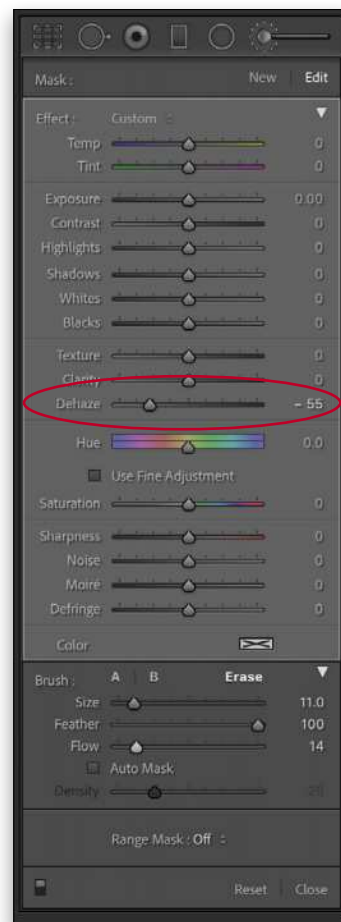 Mask : New Edit
Effect : Custom
Temp 0
Tint 0
Exposure 0.00
Contrast 0
Highlights 0
Shadows 0
Whites 0
Blacks 0
Texture 0
Clarity 0
Dehaze – 55
Hue 0.0
Use Fine Adjustment
Saturation 0
Sharpness 0
Noise 0
Moiré 0
Defringe 0
Color
Brush : A B Erase
Size 11.0
Feather 100
Flow 14
Auto Mask
Density
Range Mask : Off
Reset Close